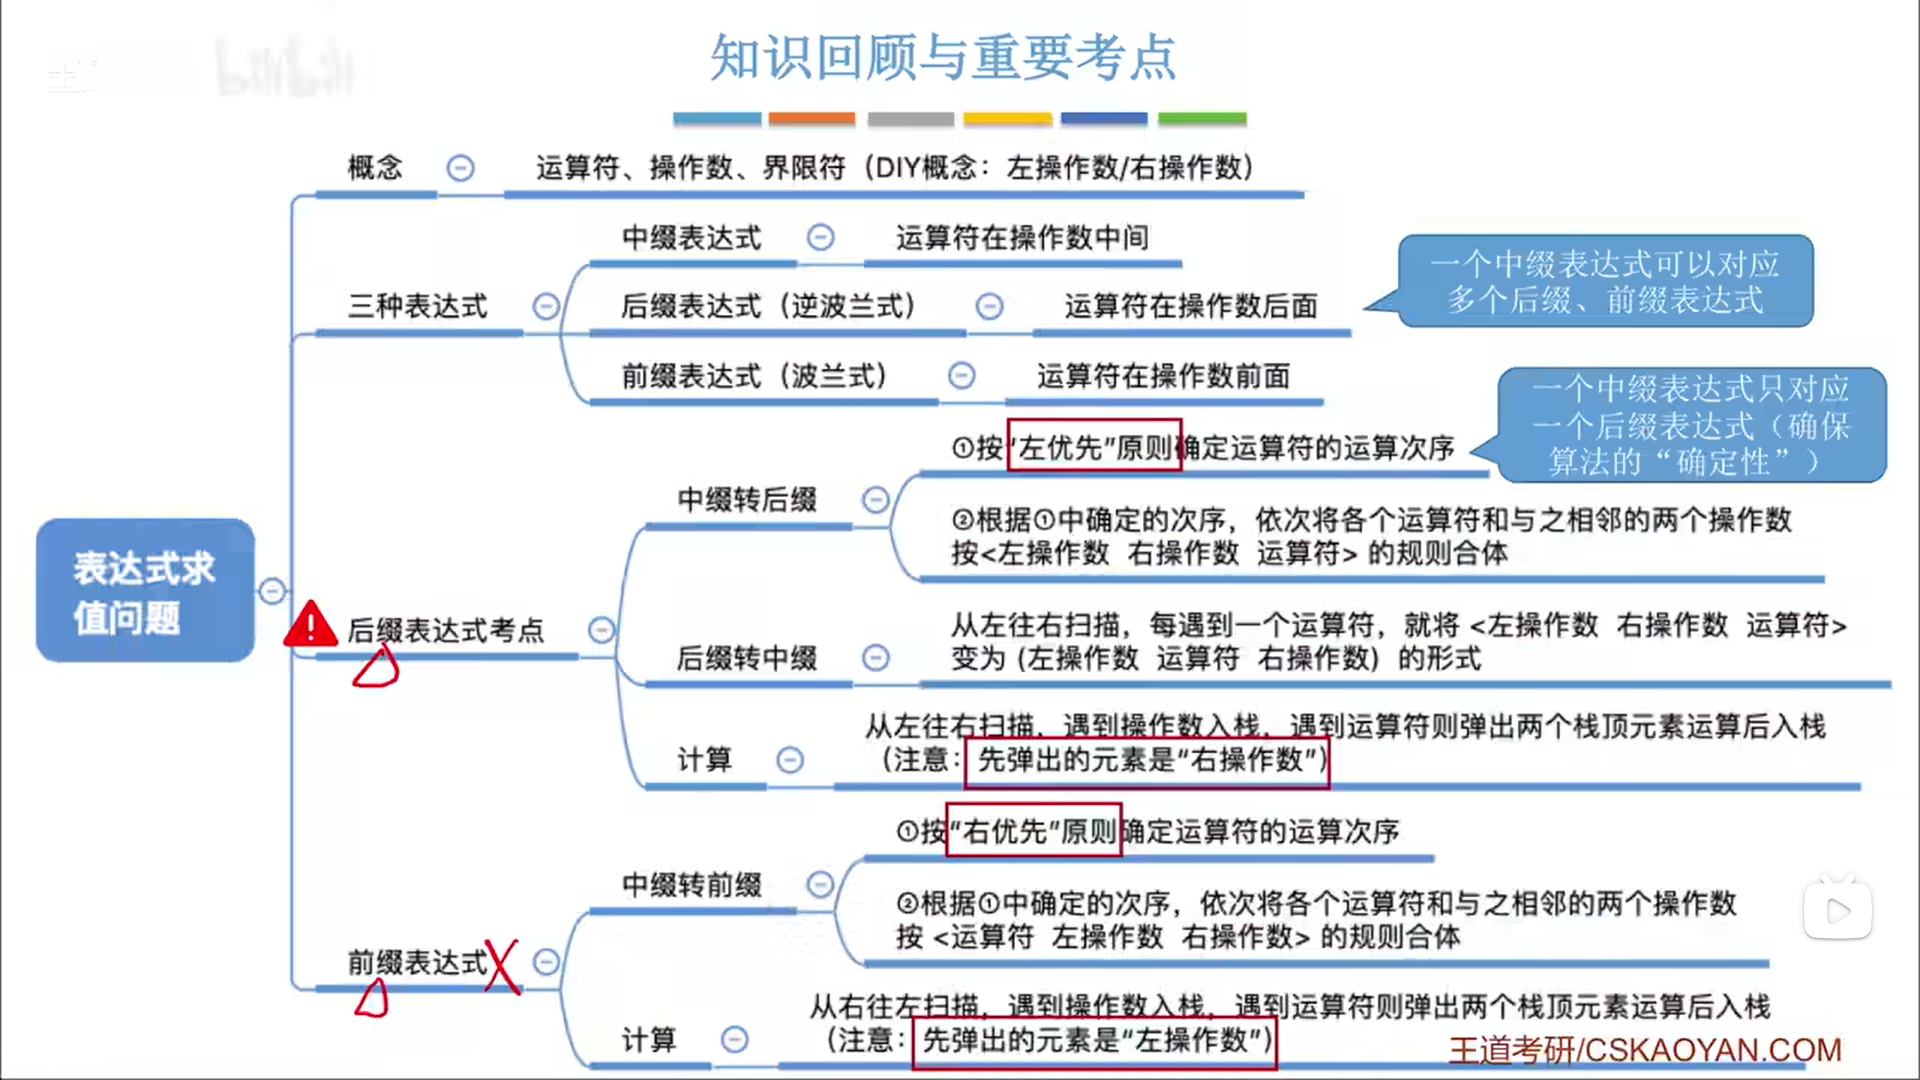 知识回顾与重要考点
概念
运算符、操作数、界限符（DIY概念：左操作数/右操作数）
中缀表达式
运算符在操作数中间
一个中缀表达式可以对应
多个后缀、前缀表达式
三种表达式
后缀表达式（逆波兰式）
运算符在操作数后面
前缀表达式（波兰式）
运算符在操作数前面
一个中缀表达式只对应
一个后缀表达式（确保
算法的“确定性”）
①按“左优先”原则确定运算符的运算次序
中缀转后缀
②根据①中确定的次序，依次将各个运算符和与之相邻的两个操作数
按<左操作数 右操作数 运算符> 的规则合体
表达式求
值问题
后缀表达式考点
后缀转中缀
从左往右扫描，每遇到一个运算符，就将 <左操作数 右操作数 运算符>
变为 (左操作数 运算符 右操作数) 的形式
计算
从左往右扫描，遇到操作数入栈，遇到运算符则弹出两个栈顶元素运算后入栈
（注意：先弹出的元素是“右操作数”）
①按“右优先”原则确定运算符的运算次序
中缀转前缀
②根据①中确定的次序，依次将各个运算符和与之相邻的两个操作数
按 <运算符 左操作数 右操作数> 的规则合体
前缀表达式
计算
从右往左扫描，遇到操作数入栈，遇到运算符则弹出两个栈顶元素运算后入栈
（注意：先弹出的元素是“左操作数”）
王道考研/CSKAOYAN.COM